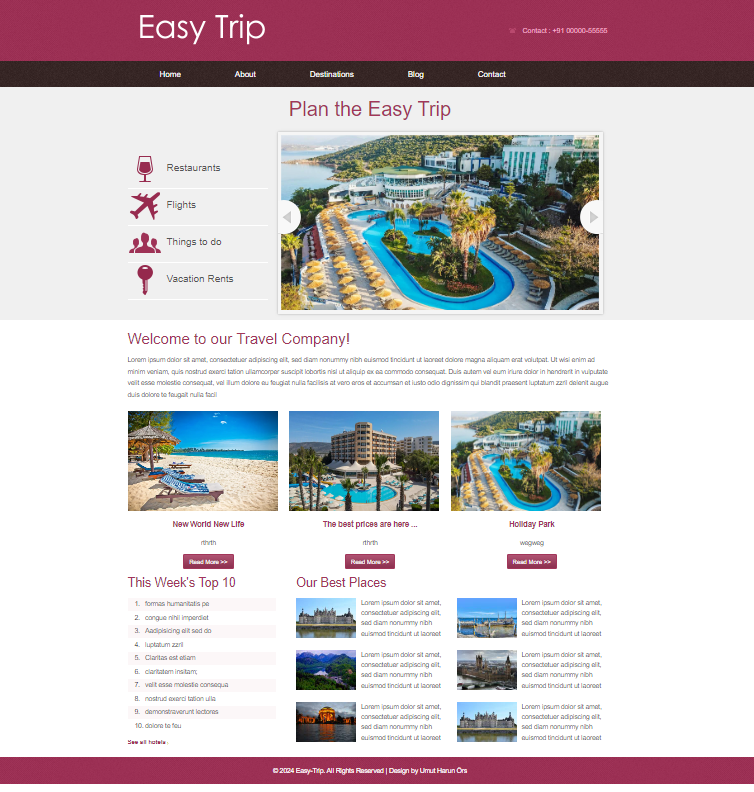 Easy Trip
Contact : +91 00000-55555
Home About Destinations Blog Contact
Plan the Easy Trip
Restaurants
Flights
Things to do
Vacation Rents
Welcome to our Travel Company!
Lorem ipsum dolor sit amet, consectetuer adipiscing elit, sed diam nonummy nibh euismod tincidunt ut laoreet dolore magna aliquam erat volutpat. Ut wisi enim ad
minim veniam, quis nostrud exerci tation ullamcorper suscipit lobortis nisl ut aliquip ex ea commodo consequat. Duis autem vel eum iriure dolor in hendrerit in vulputate
velit esse molestie consequat, vel illum dolore eu feugiat nulla facilisis at vero eros et accumsan et iusto odio dignissim qui blandit praesent luptatum zzril delenit augue
duis dolore te feugait nulla facil
New World New Life
rthrth
Read More >>
The best prices are here ...
rthrth
Read More >>
Holiday Park
wegweg
Read More >>
This Week's Top 10
1. formas humanitatis pe
2. congue nihil imperdiet
3. Aadipisicing elit sed do
4. luptatum zzril
5. Claritas est etiam
6. claritatem insitam;
7. velit esse molestie consequa
8. nostrud exerci tation ulla
9. demonstraverunt lectores
10. dolore te feu
See all hotels .
Our Best Places
Lorem ipsum dolor sit amet,
consectetuer adipiscing elit,
sed diam nonummy nibh
euismod tincidunt ut laoreet
Lorem ipsum dolor sit amet,
consectetuer adipiscing elit,
sed diam nonummy nibh
euismod tincidunt ut laoreet
Lorem ipsum dolor sit amet,
consectetuer adipiscing elit,
sed diam nonummy nibh
euismod tincidunt ut laoreet
Lorem ipsum dolor sit amet,
consectetuer adipiscing elit,
sed diam nonummy nibh
euismod tincidunt ut laoreet
Lorem ipsum dolor sit amet,
consectetuer adipiscing elit,
sed diam nonummy nibh
euismod tincidunt ut laoreet
Lorem ipsum dolor sit amet,
consectetuer adipiscing elit,
sed diam nonummy nibh
euismod tincidunt ut laoreet
© 2024 Easy-Trip. All Rights Reserved | Design by Umut Harun Örs